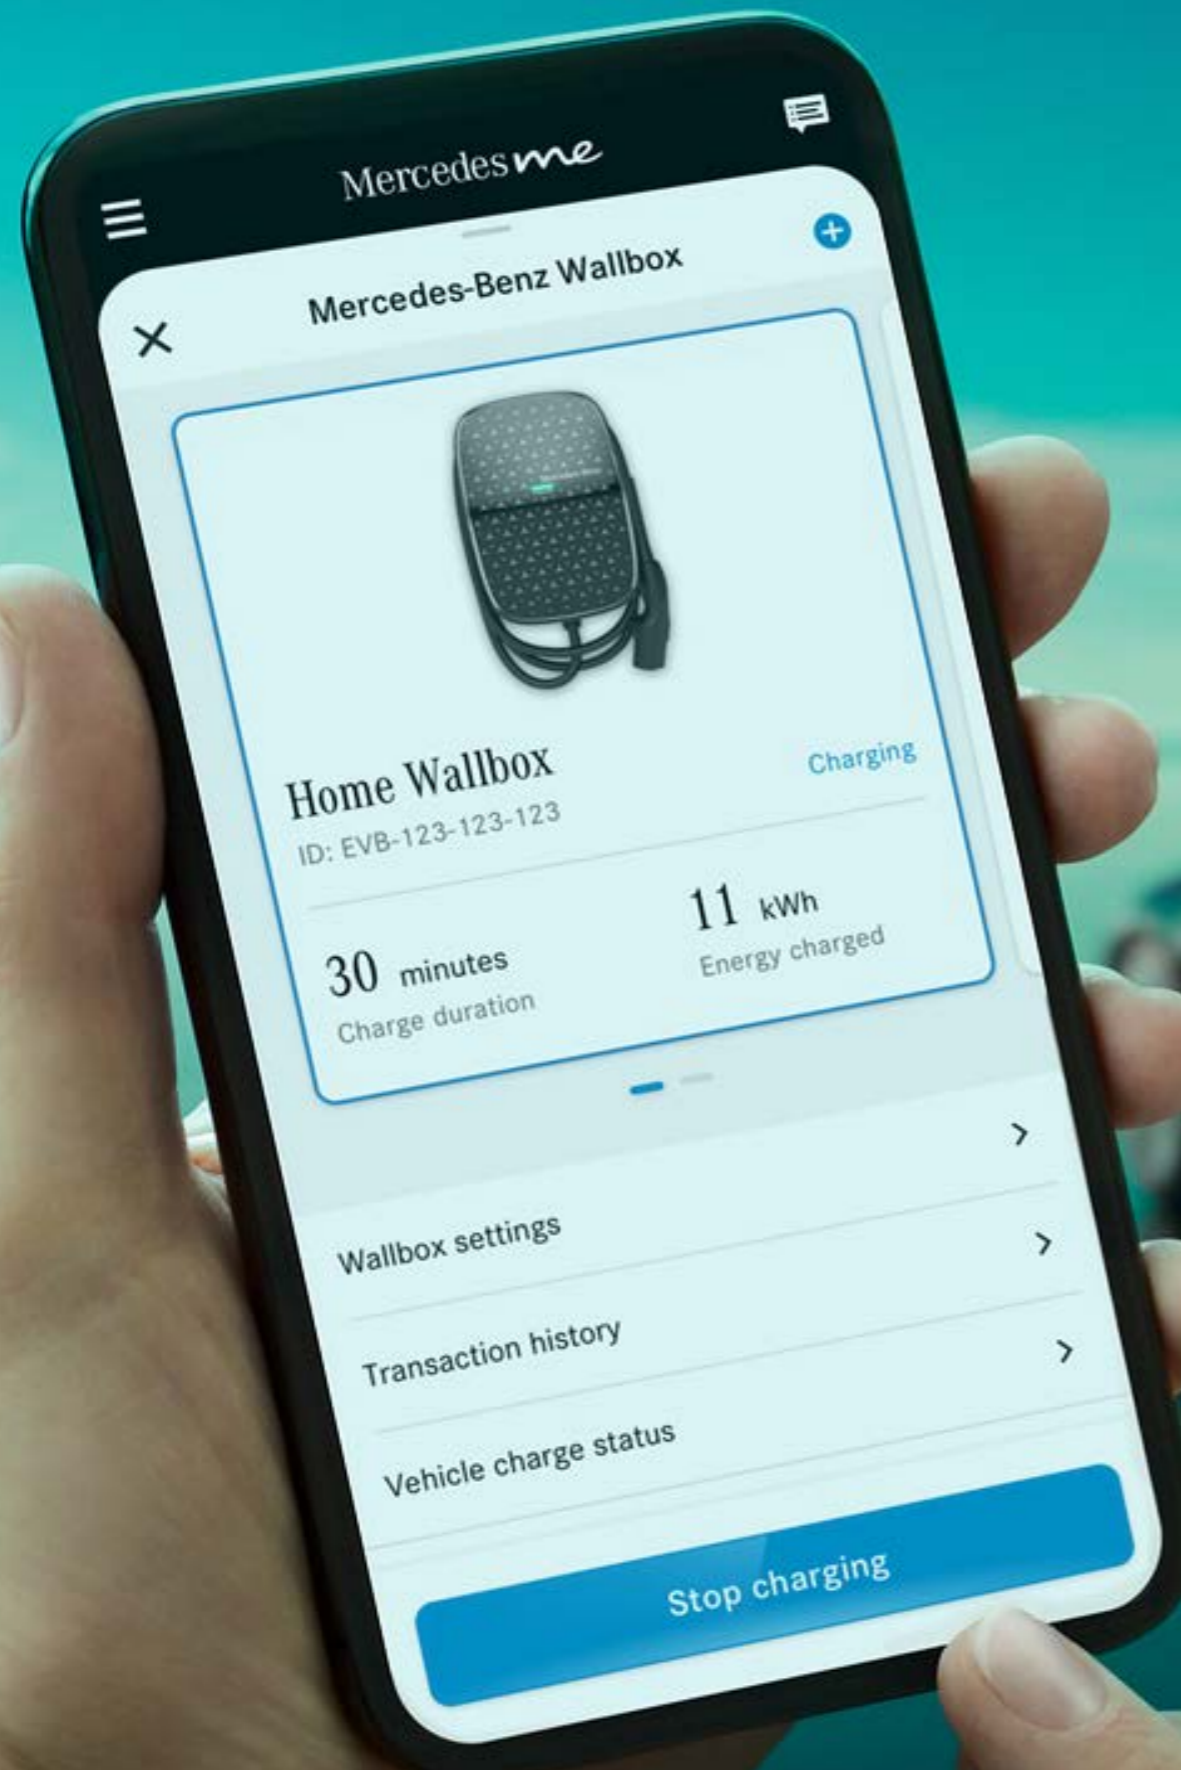 Mercedes me
Mercedes-Benz Wallbox
Home Wallbox
Charging
ID: EVB-123-123-123
30 minutes
Charge duration
11 kWh
Energy charged
Wallbox settings
Transaction history
Vehicle charge status
Stop charging